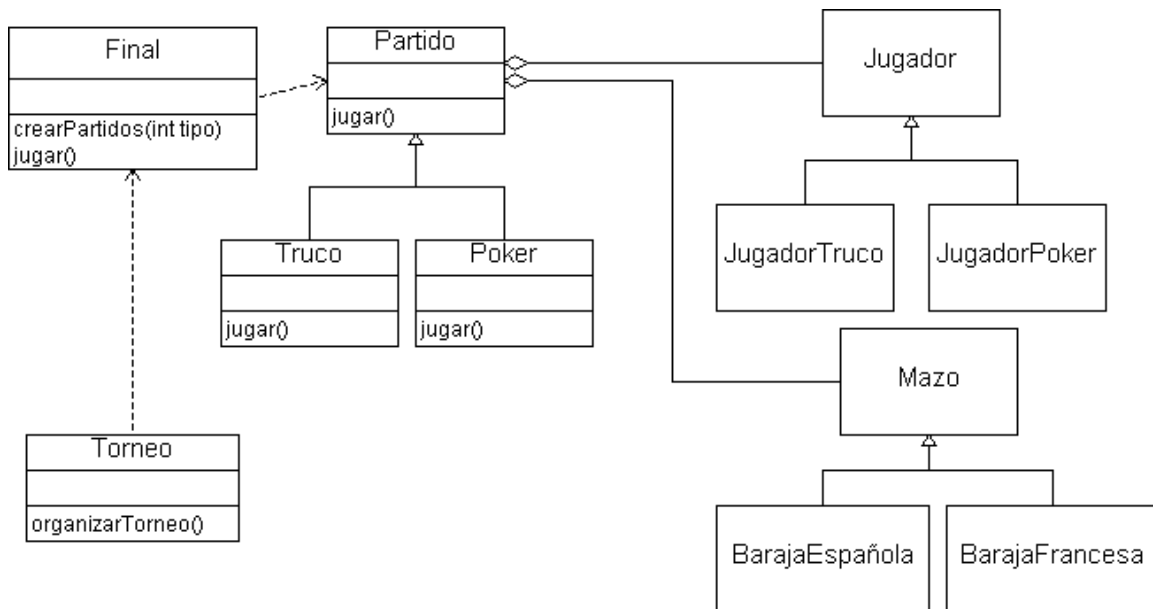 Final
crearPartidos(int tipo)
jugar()
Partido
jugar()
Jugador
Truco
jugar()
Poker
jugar()
JugadorTruco
JugadorPoker
Mazo
Torneo
organizarTorneo()
BarajaEspañola
BarajaFrancesa